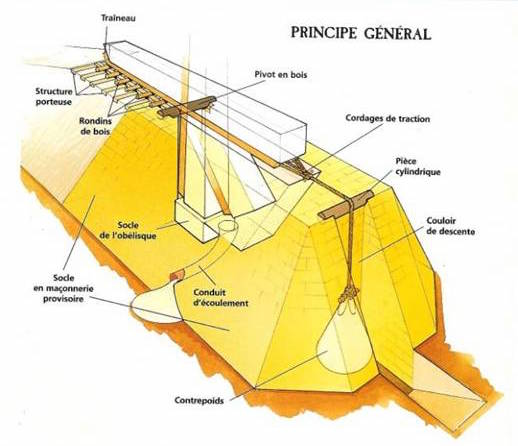 Traîneau
PRINCIPE GÉNÉRAL
Pivot en bois
Structure
porteuse
Rondins
de bois
Cordages de traction
Pièce
cylindrique
Socle
de l'obélisque
Couloir
de descente
Socle
en maçonnerie
provisoire
Conduit
d'écoulement
Contrepoids